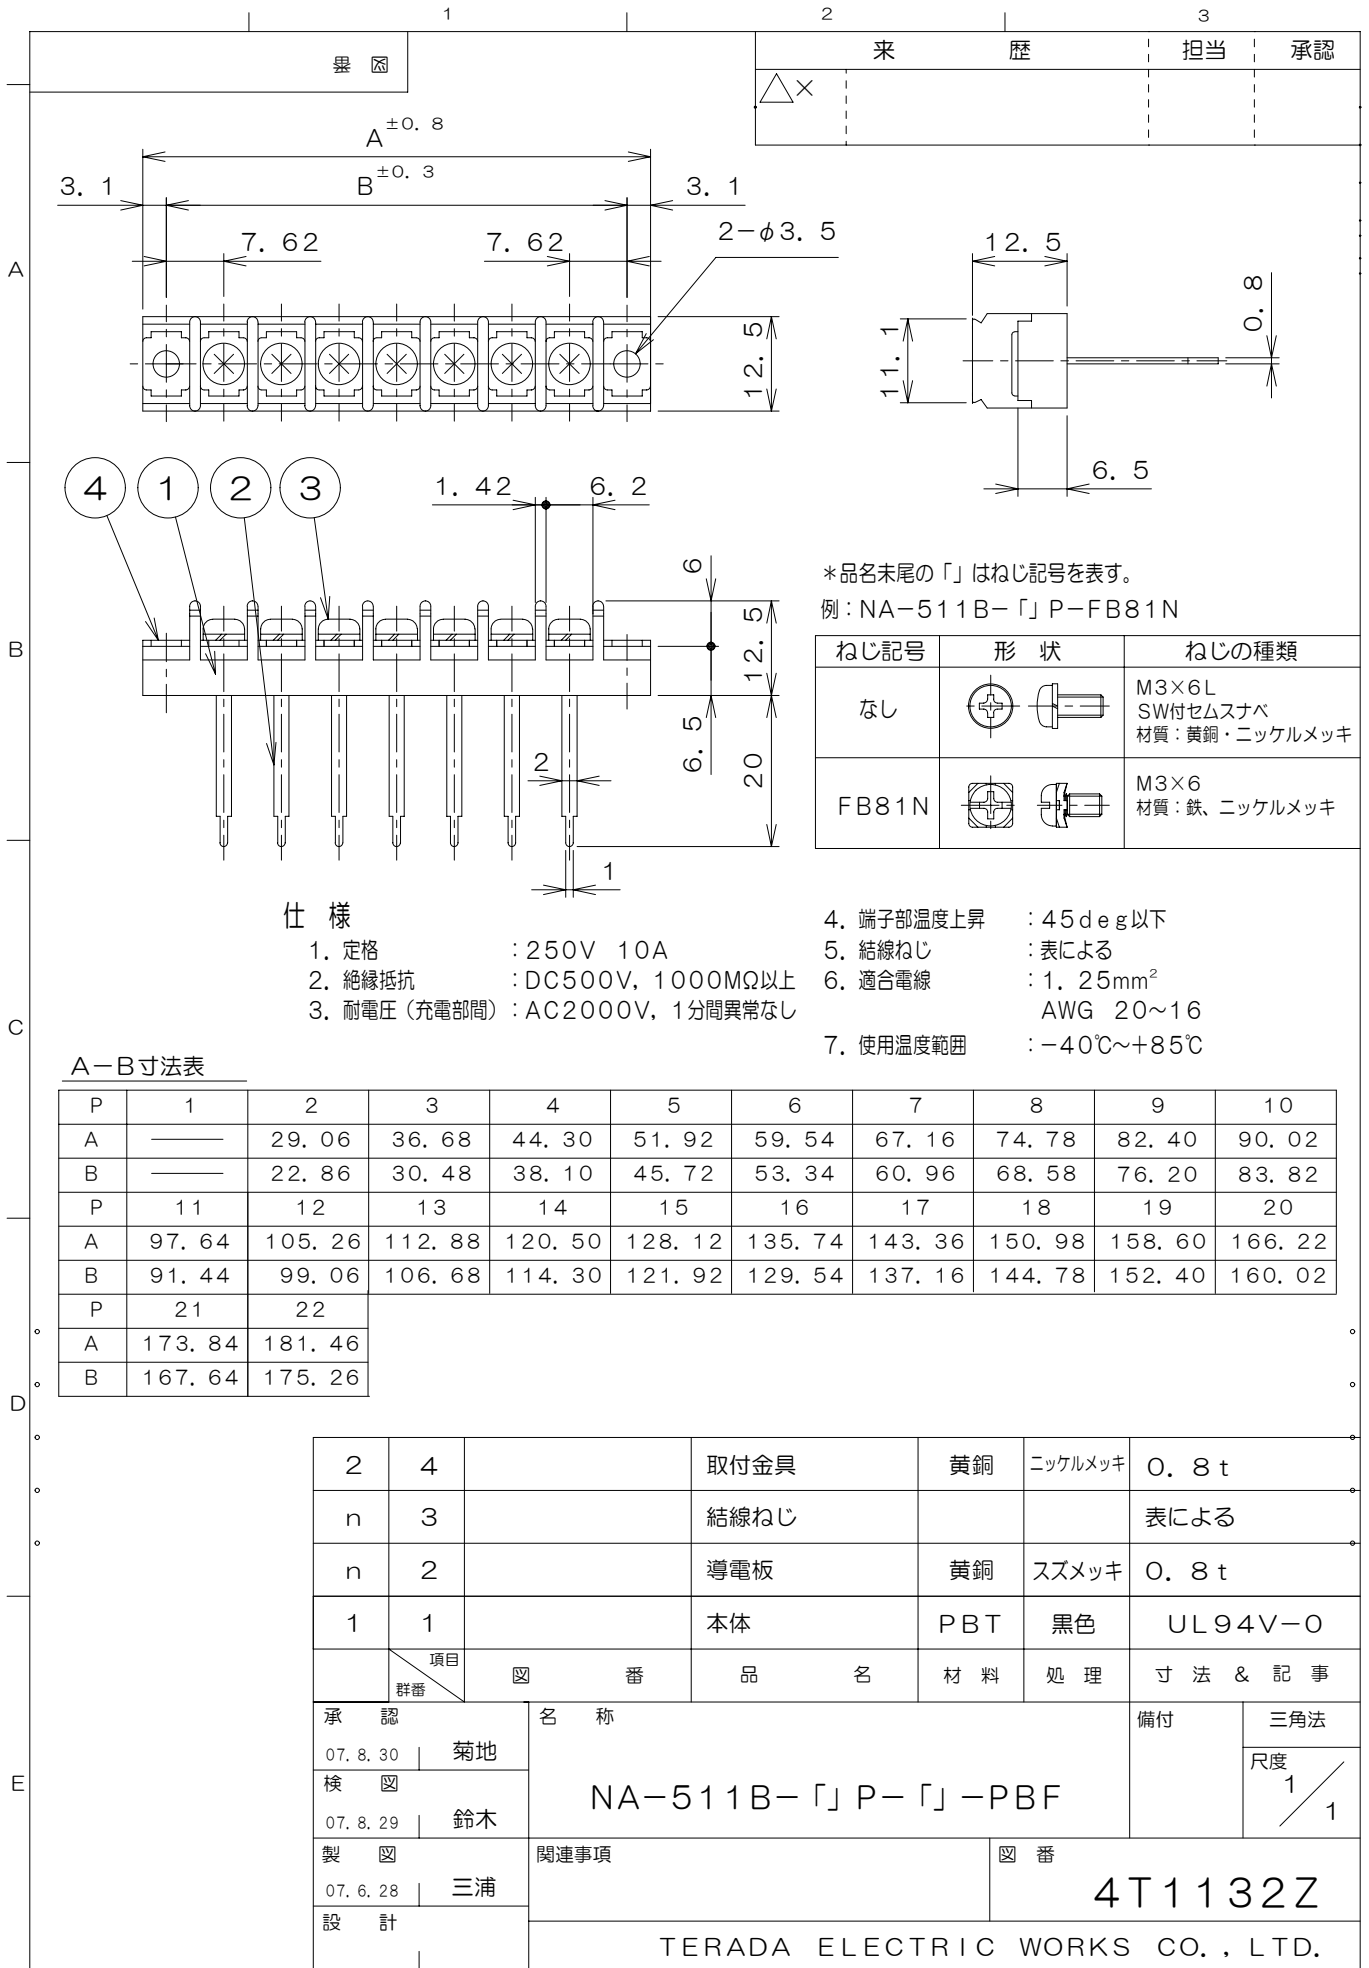 1 2 3
図番
来 歴 担当 承認
△×
A±0.8
B±0.3
3.1 3.1
7.62 7.62 2-φ3.5
12.5
12.5
11.1
0.8
6.5
A
4 1 2 3
1.42 6.2
6
12.5
6.5
20
2
1
B
*品名末尾の「」はねじ記号を表す。
例:NA-511B-「」P-FB81N
ねじ記号 形 状 ねじの種類
なし
M3×6L
SW付セムスナベ
材質:黄銅・ニッケルメッキ
FB81N
M3×6
材質:鉄、ニッケルメッキ
仕 様
1. 定格 :250V 10A
2. 絶縁抵抗 :DC500V, 1000MΩ以上
3. 耐電圧(充電部間):AC2000V, 1分間異常なし
4. 端子部温度上昇 :45deg以下
5. 結線ねじ :表による
6. 適合電線 :1.25mm²
AWG 20~16
7. 使用温度範囲 :-40℃~+85℃
C
A-B寸法表
P 1 2 3 4 5 6 7 8 9 10
A ― 29.06 36.68 44.30 51.92 59.54 67.16 74.78 82.40 90.02
B ― 22.86 30.48 38.10 45.72 53.34 60.96 68.58 76.20 83.82
P 11 12 13 14 15 16 17 18 19 20
A 97.64 105.26 112.88 120.50 128.12 135.74 143.36 150.98 158.60 166.22
B 91.44 99.06 106.68 114.30 121.92 129.54 137.16 144.78 152.40 160.02
P 21 22
A 173.84 181.46
B 167.64 175.26
D
2 4 取付金具 黄銅 ニッケルメッキ 0.8t
n 3 結線ねじ 表による
n 2 導電板 黄銅 スズメッキ 0.8t
1 1 本体 PBT 黒色 UL94V-0
項目
群番
図 番 品 名 材 料 処 理 寸 法 & 記 事
E
承 認
07.8.30 菊地
検 図
07.8.29 鈴木
製 図
07.6.28 三浦
設 計
名 称
NA-511B-「」P-「」-PBF
備付 三角法
尺度
1/1
関連事項
図 番
4T1132Z
TERADA ELECTRIC WORKS CO., LTD.